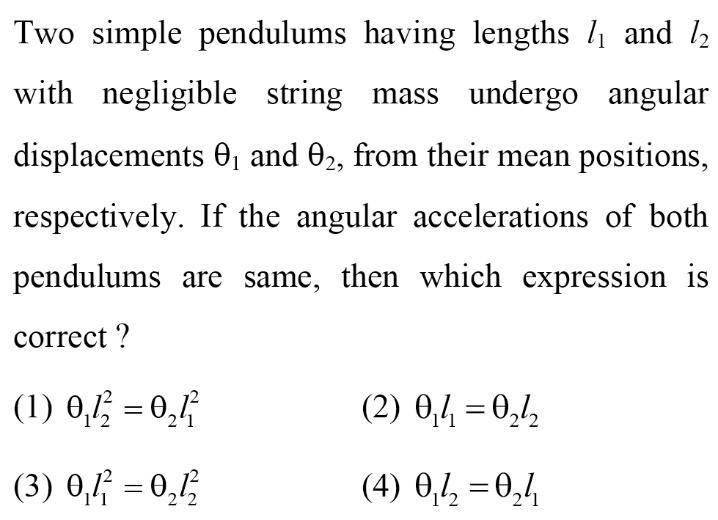 Two simple pendulums having lengths l₁ and l₂
with negligible string mass undergo angular
displacements θ₁ and θ₂, from their mean positions,
respectively. If the angular accelerations of both
pendulums are same, then which expression is
correct ?
(1) θ₁l₂² = θ₂l₁² (2) θ₁l₁ = θ₂l₂
(3) θ₁l₁² = θ₂l₂² (4) θ₁l₂ = θ₂l₁